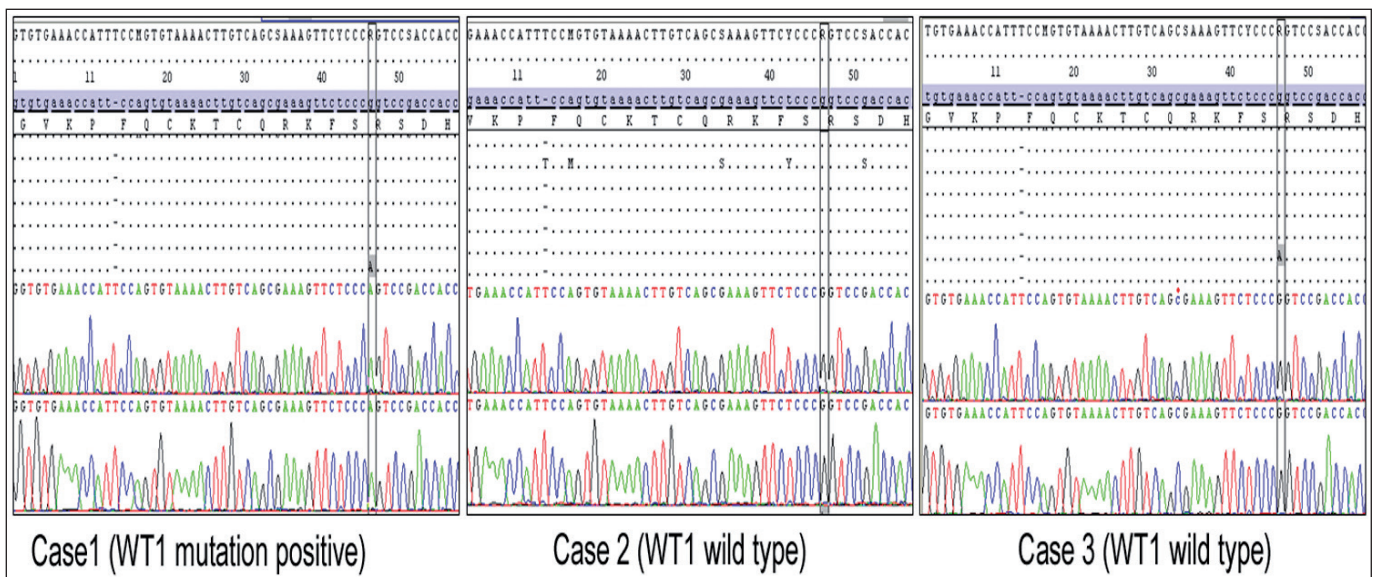 GTGTGAAACCATTTCCMGTGTAAAACTTGTCAGCSAAAGTTCYCCCRGTCCSACCACC
1 11 20 30 40 50
gtgtgaaaccatt-ccagtgtaaaacttgtcagcgaaagttctcccggtccgaccacc
G V K P F Q C K T C Q R K F S R S D H
-
-
-
-
-
-
A
GGTGTGAAACCATTCCAGTGTAAAACTTGTCAGCGAAAGTTCTCCCAGTCCGACCACC
GGTGTGAAACCATTCCAGTGTAAAACTTGTCAGCGAAAGTTCTCCCAGTCCGACCACC
Case1 (WT1 mutation positive)
GAAACCATTTCCMGTGTAAAACTTGTCAGCSAAAGTTCYCCCRGTCCSACCAC
11 20 30 40 50
gaaaccatt-ccagtgtaaaacttgtcagcgaaagttctcccggtccgaccac
V K P F Q C K T C Q R K F S R S D H
-
T M S Y S
-
-
-
-
-
TGAAACCATTCCAGTGTAAAACTTGTCAGCGAAAGTTCTCCCGGTCCGACCAC
TGAAACCATTCCAGTGTAAAACTTGTCAGCGAAAGTTCTCCCGGTCCGACCAC
Case 2 (WT1 wild type)
TGTGAAACCATTTCCMGTGTAAAACTTGTCAGCSAAAGTTCYCCCRGTCCSACCACC
11 20 30 40 50
tgtgaaaccatt-ccagtgtaaaacttgtcagcgaaagttctcccggtccgaccacc
G V K P F Q C K T C Q R K F S R S D H
-
-
-
-
-
A
-
GTGTGAAACCATTCCAGTGTAAAACTTGTCAGCGAAAGTTCTCCCGGTCCGACCACC
GTGTGAAACCATTCCAGTGTAAAACTTGTCAGCGAAAGTTCTCCCGGTCCGACCACC
Case 3 (WT1 wild type)